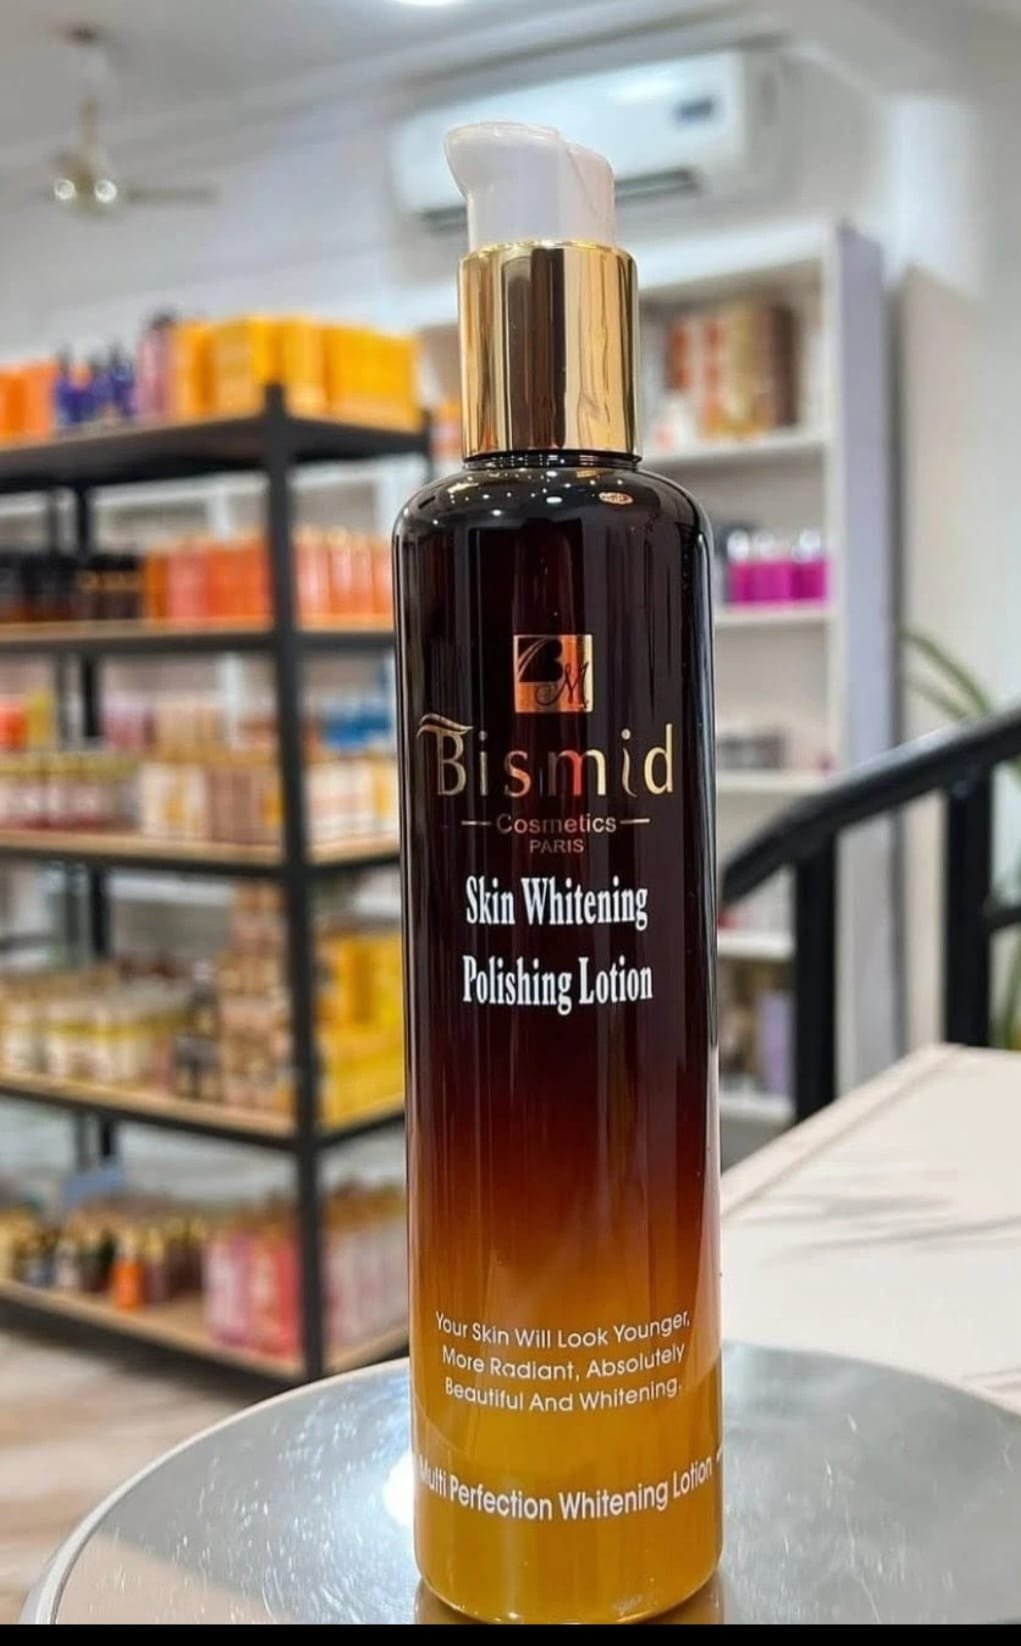 BM
Bismid
Cosmetics
PARIS
Skin Whitening
Polishing Lotion
Your Skin Will Look Younger,
More Radiant, Absolutely
Beautiful And Whitening.
Multi Perfection Whitening Lotion